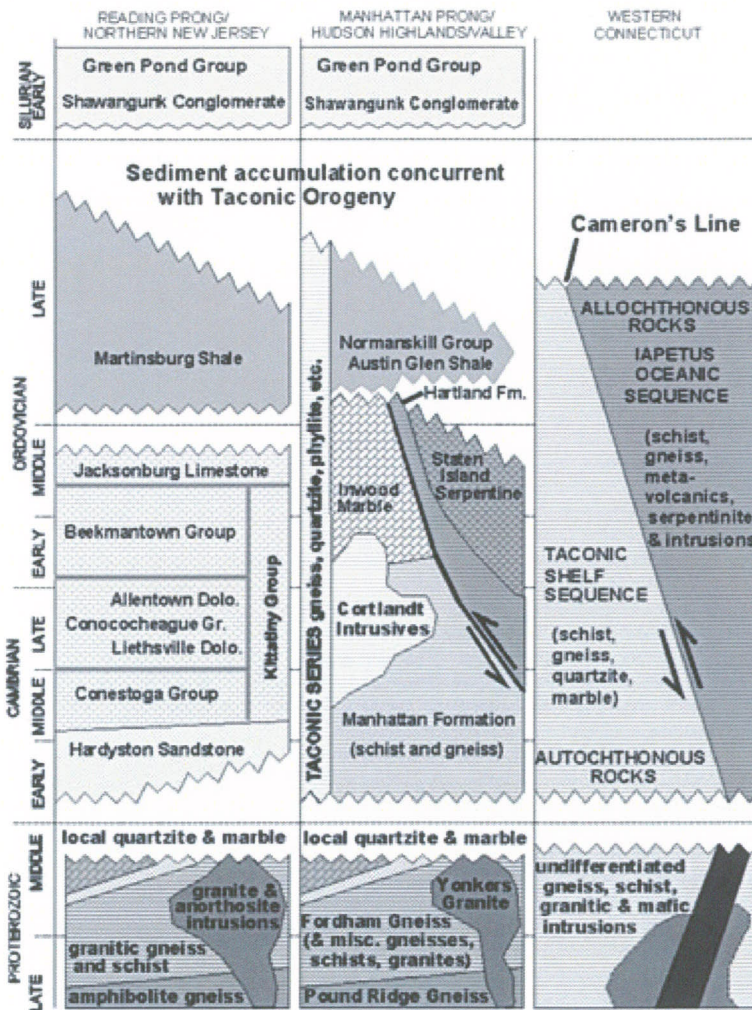 READING PRONG/
NORTHERN NEW JERSEY
MANHATTAN PRONG/
HUDSON HIGHLANDS/VALLEY
WESTERN
CONNECTICUT
SILURIAN
EARLY
Green Pond Group
Shawangunk Conglomerate
Green Pond Group
Shawangunk Conglomerate
Sediment accumulation concurrent
with Taconic Orogeny
ORDOVICIAN
LATE
MIDDLE
EARLY
Martinsburg Shale
Jacksonburg Limestone
Beekmantown Group
Kittatiny Group
TACONIC SERIES gneiss, quartzite, phyllite, etc.
Normanskill Group
Austin Glen Shale
Hartland Fm.
Inwood
Marble
Staten
Island
Serpentine
Cameron's Line
ALLOCHTHONOUS
ROCKS
IAPETUS
OCEANIC
SEQUENCE
(schist,
gneiss,
meta-
volcanics,
serpentinite
& intrusions)
CAMBRIAN
LATE
MIDDLE
EARLY
Allentown Dolo.
Conococheague Gr.
Liethsville Dolo.
Conestoga Group
Hardyston Sandstone
Cortlandt
Intrusives
Manhattan Formation
(schist and gneiss)
TACONIC
SHELF
SEQUENCE
(schist,
gneiss,
quartzite,
marble)
AUTOCHTHONOUS
ROCKS
PROTEROZOIC
MIDDLE
LATE
local quartzite & marble
granite &
anorthosite
intrusions
granitic gneiss
and schist
amphibolite gneiss
local quartzite & marble
Yonkers
Granite
Fordham Gneiss
(& misc. gneisses,
schists, granites)
Pound Ridge Gneiss
undifferentiated
gneiss, schist,
granitic & mafic
intrusions